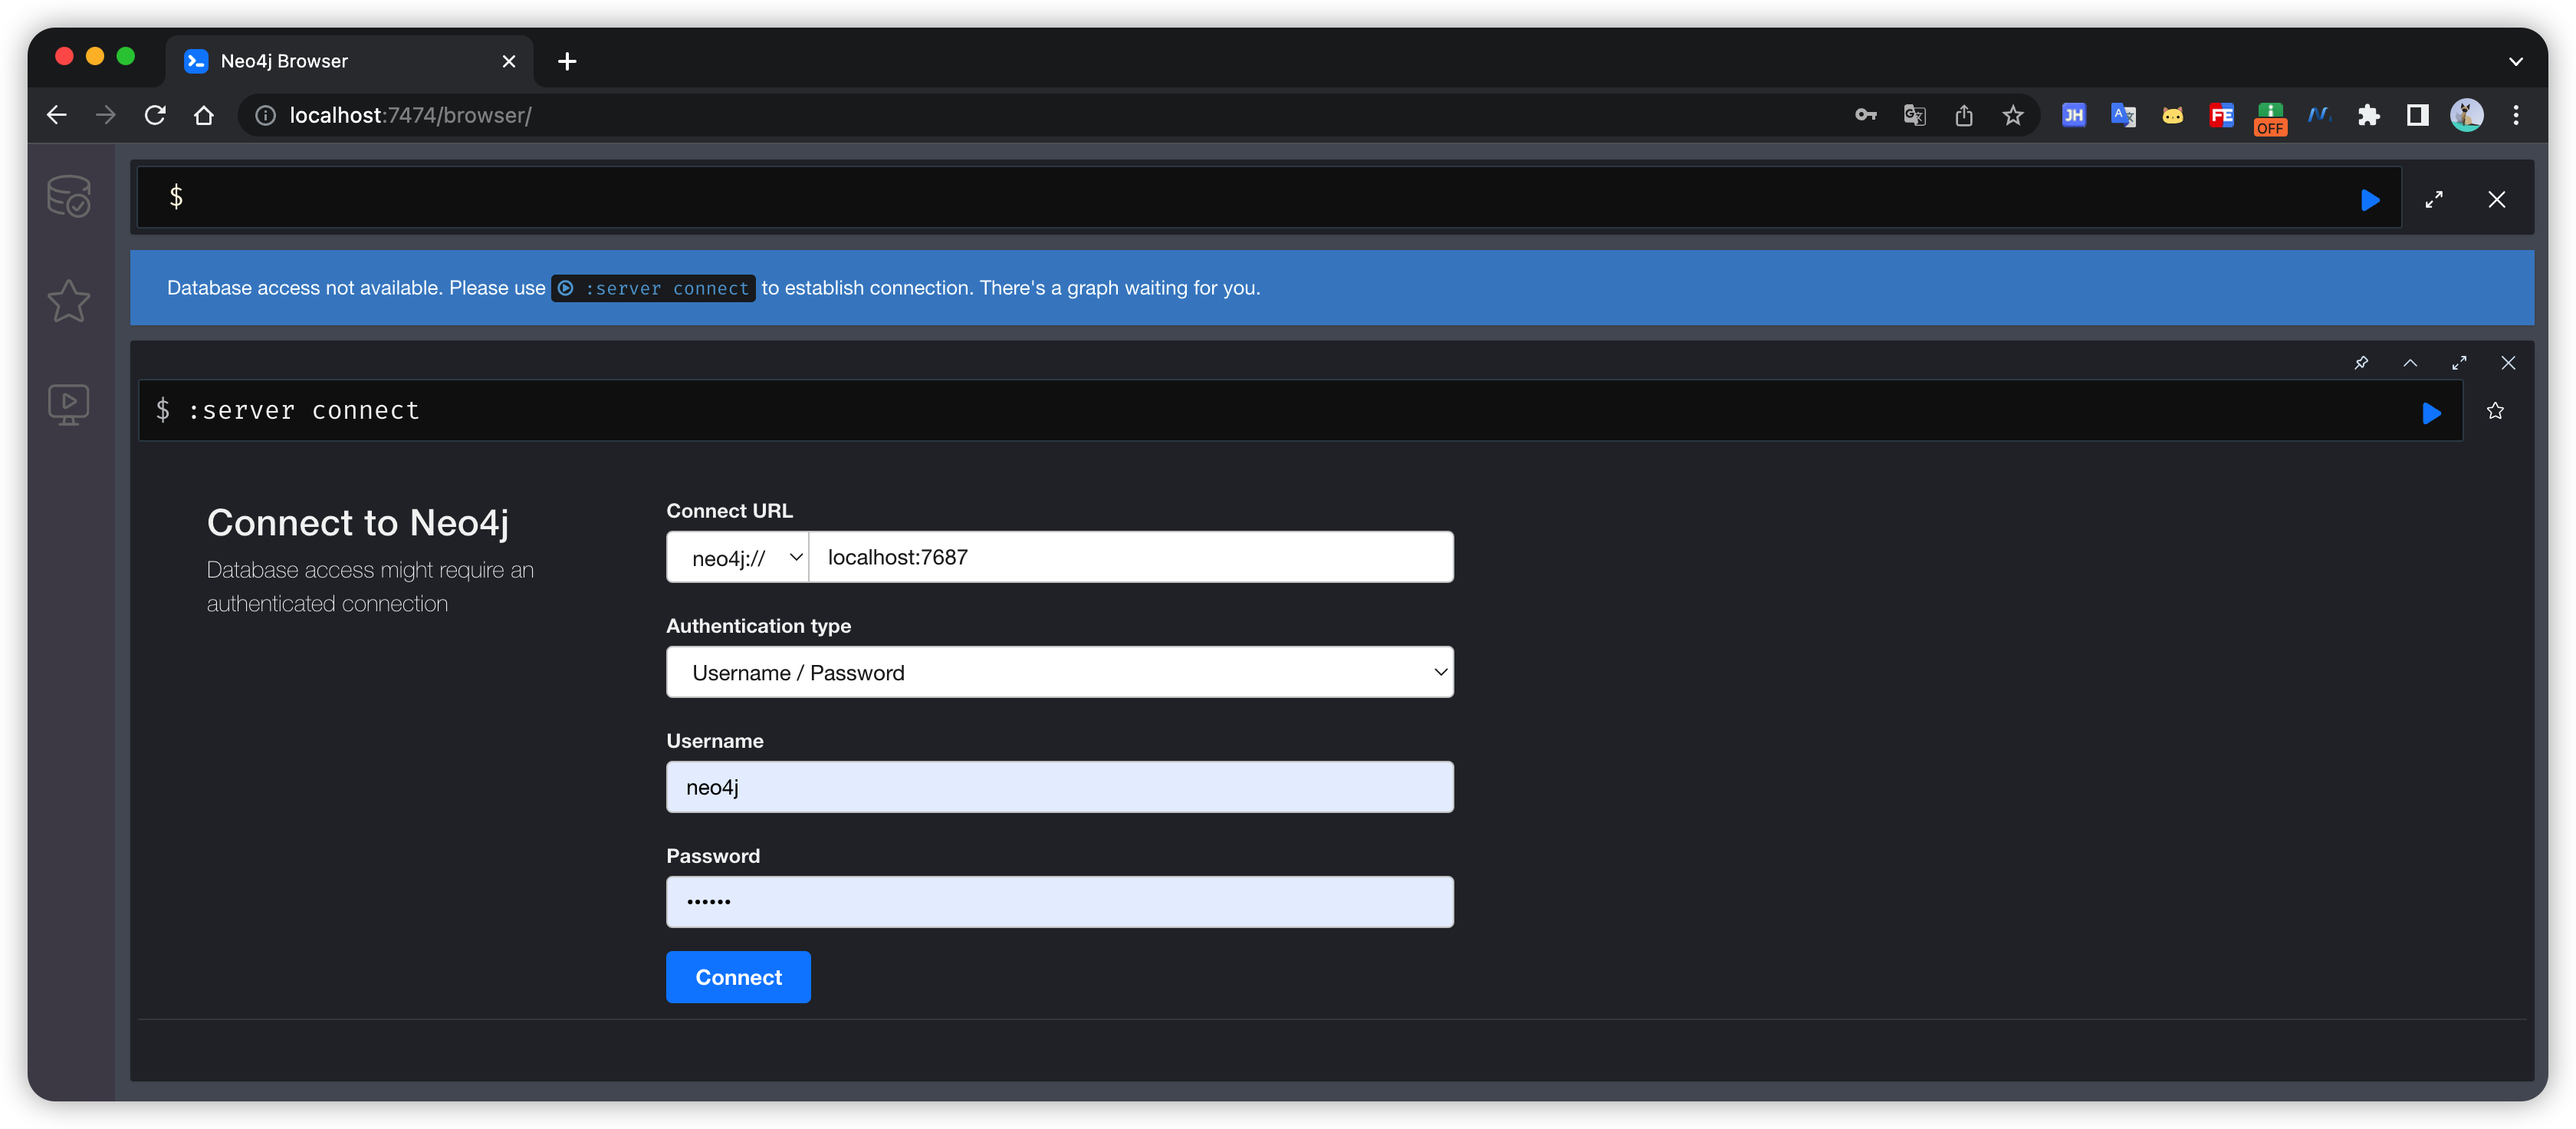 Neo4j Browser
localhost:7474/browser/
JH
FE
OFF
$
Database access not available. Please use :server connect to establish connection. There's a graph waiting for you.
$ :server connect
Connect to Neo4j
Database access might require an
authenticated connection
Connect URL
neo4j:// localhost:7687
Authentication type
Username / Password
Username
neo4j
Password
••••••
Connect